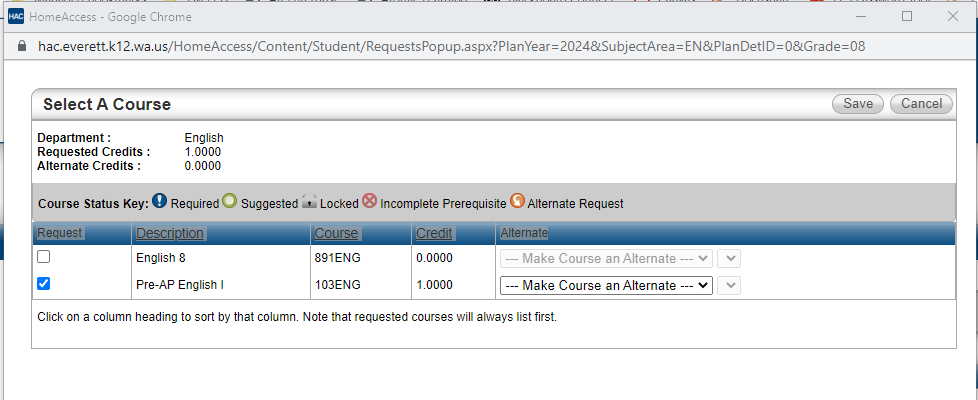 HAC HomeAccess - Google Chrome
hac.everett.k12.wa.us/HomeAccess/Content/Student/RequestsPopup.aspx?PlanYear=2024&SubjectArea=EN&PlanDetID=0&Grade=08
Select A Course Save Cancel
Department : English
Requested Credits : 1.0000
Alternate Credits : 0.0000
Course Status Key: Required Suggested Locked Incomplete Prerequisite Alternate Request
Request Description Course Credit Alternate
English 8 891ENG 0.0000 --- Make Course an Alternate ---
Pre-AP English I 103ENG 1.0000 --- Make Course an Alternate ---
Click on a column heading to sort by that column. Note that requested courses will always list first.